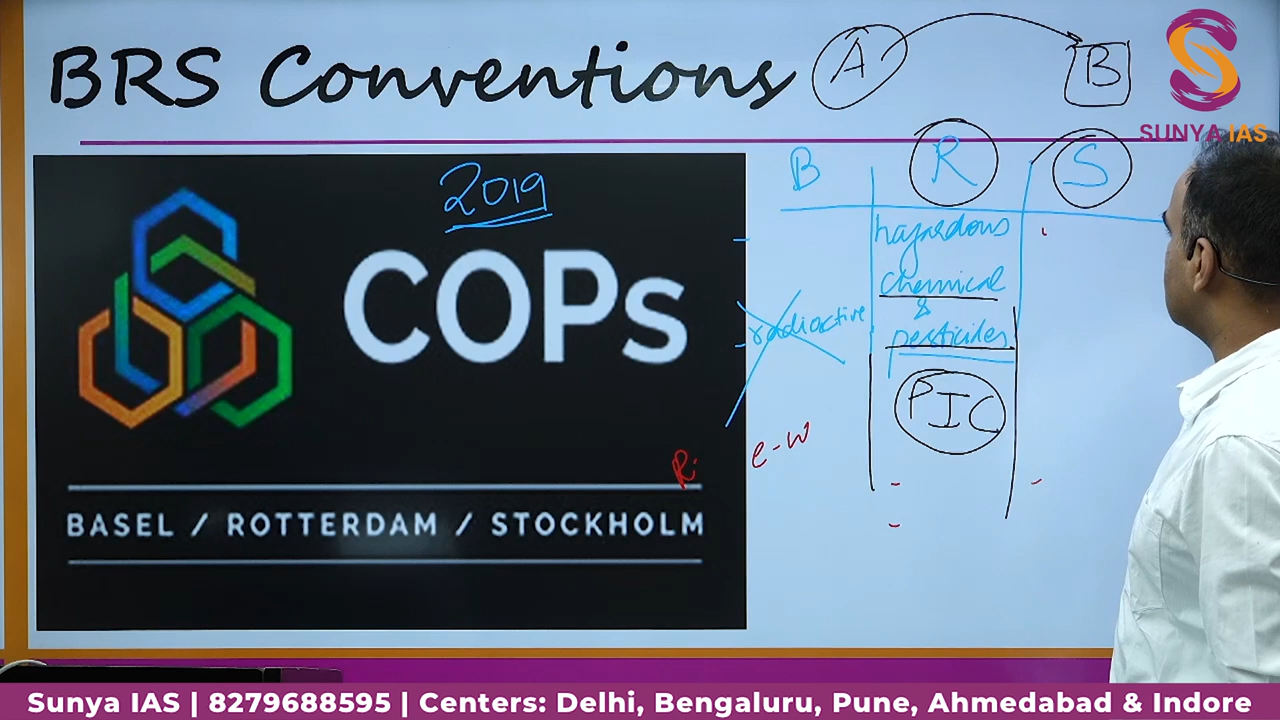 BRS Conventions
A
B
SUNYA IAS
2019
COPs
BASEL / ROTTERDAM / STOCKHOLM
B
R
S
hazardous
chemical
&
pesticides
radioactive
PIC
e-w
R
Sunya IAS | 8279688595 | Centers: Delhi, Bengaluru, Pune, Ahmedabad & Indore